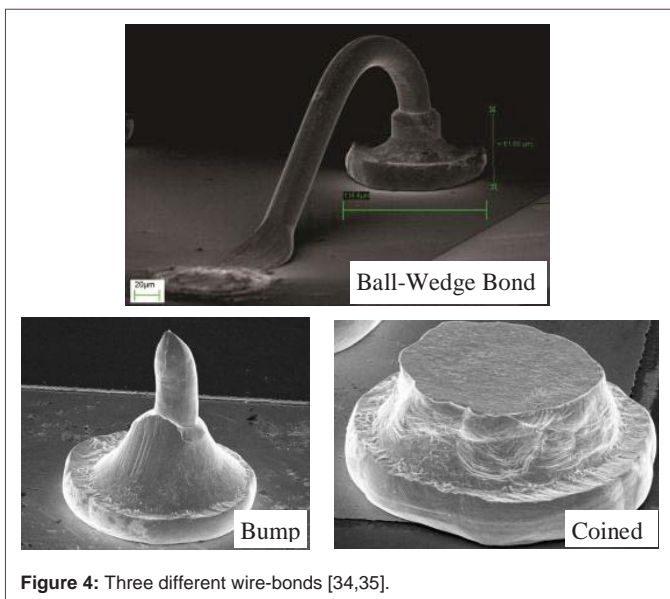 20µm
Ball-Wedge Bond
Bump
Coined
Figure 4: Three different wire-bonds [34,35].